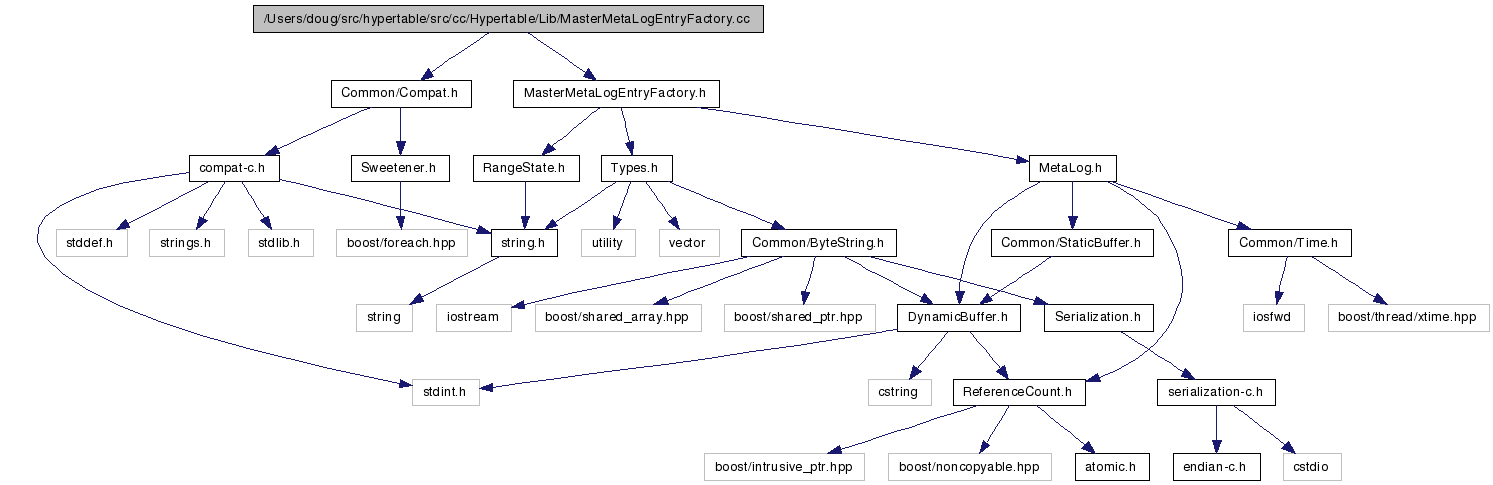 /Users/doug/src/hypertable/src/cc/Hypertable/Lib/MasterMetaLogEntryFactory.cc
Common/Compat.h
MasterMetaLogEntryFactory.h
compat-c.h
Sweetener.h
RangeState.h
Types.h
MetaLog.h
stddef.h
strings.h
stdlib.h
boost/foreach.hpp
string.h
utility
vector
Common/ByteString.h
Common/StaticBuffer.h
Common/Time.h
string
iostream
boost/shared_array.hpp
boost/shared_ptr.hpp
DynamicBuffer.h
Serialization.h
iosfwd
boost/thread/xtime.hpp
stdint.h
cstring
ReferenceCount.h
serialization-c.h
boost/intrusive_ptr.hpp
boost/noncopyable.hpp
atomic.h
endian-c.h
cstdio